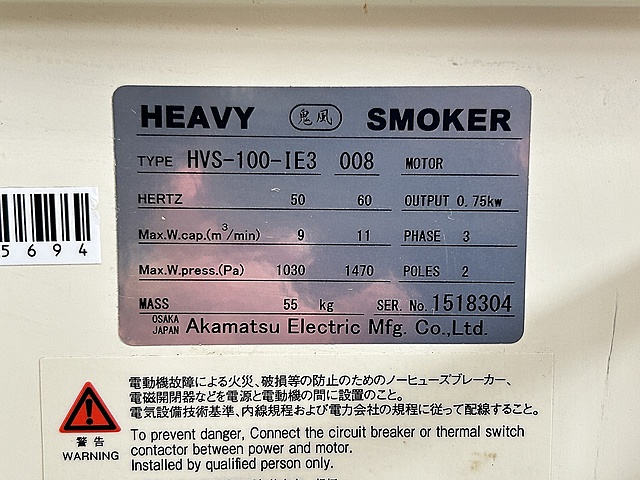 HEAVY 鬼風 SMOKER
TYPE HVS-100-IE3 008 MOTOR
HERTZ 50 60 OUTPUT 0.75kw
Max.W.cap.(m³/min) 9 11 PHASE 3
Max.W.press.(Pa) 1030 1470 POLES 2
MASS 55 kg SER. No. 1518304
OSAKA JAPAN Akamatsu Electric Mfg. Co.,Ltd.
5694
電動機故障による火災、破損等の防止のためのノーヒューズブレーカー、
電磁開閉器などを電源と電動機の間に設置のこと。
電気設備技術基準、内線規程および電力会社の規程に従って配線すること。
警告
WARNING
To prevent danger, Connect the circuit breaker or thermal switch
contactor between power and motor.
Installed by qualified person only.